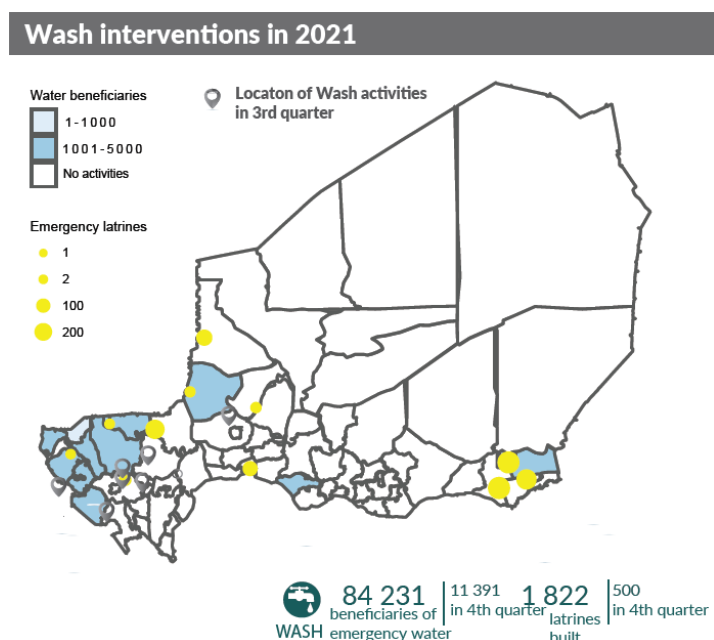 Wash interventions in 2021
Water beneficiaries
1-1000
1001-5000
No activities
Locaton of Wash activities
in 3rd quarter
Emergency latrines
1
2
100
200
WASH
84 231
beneficiaries of
emergency water
11 391
in 4th quarter
1 822
latrines
built
500
in 4th quarter